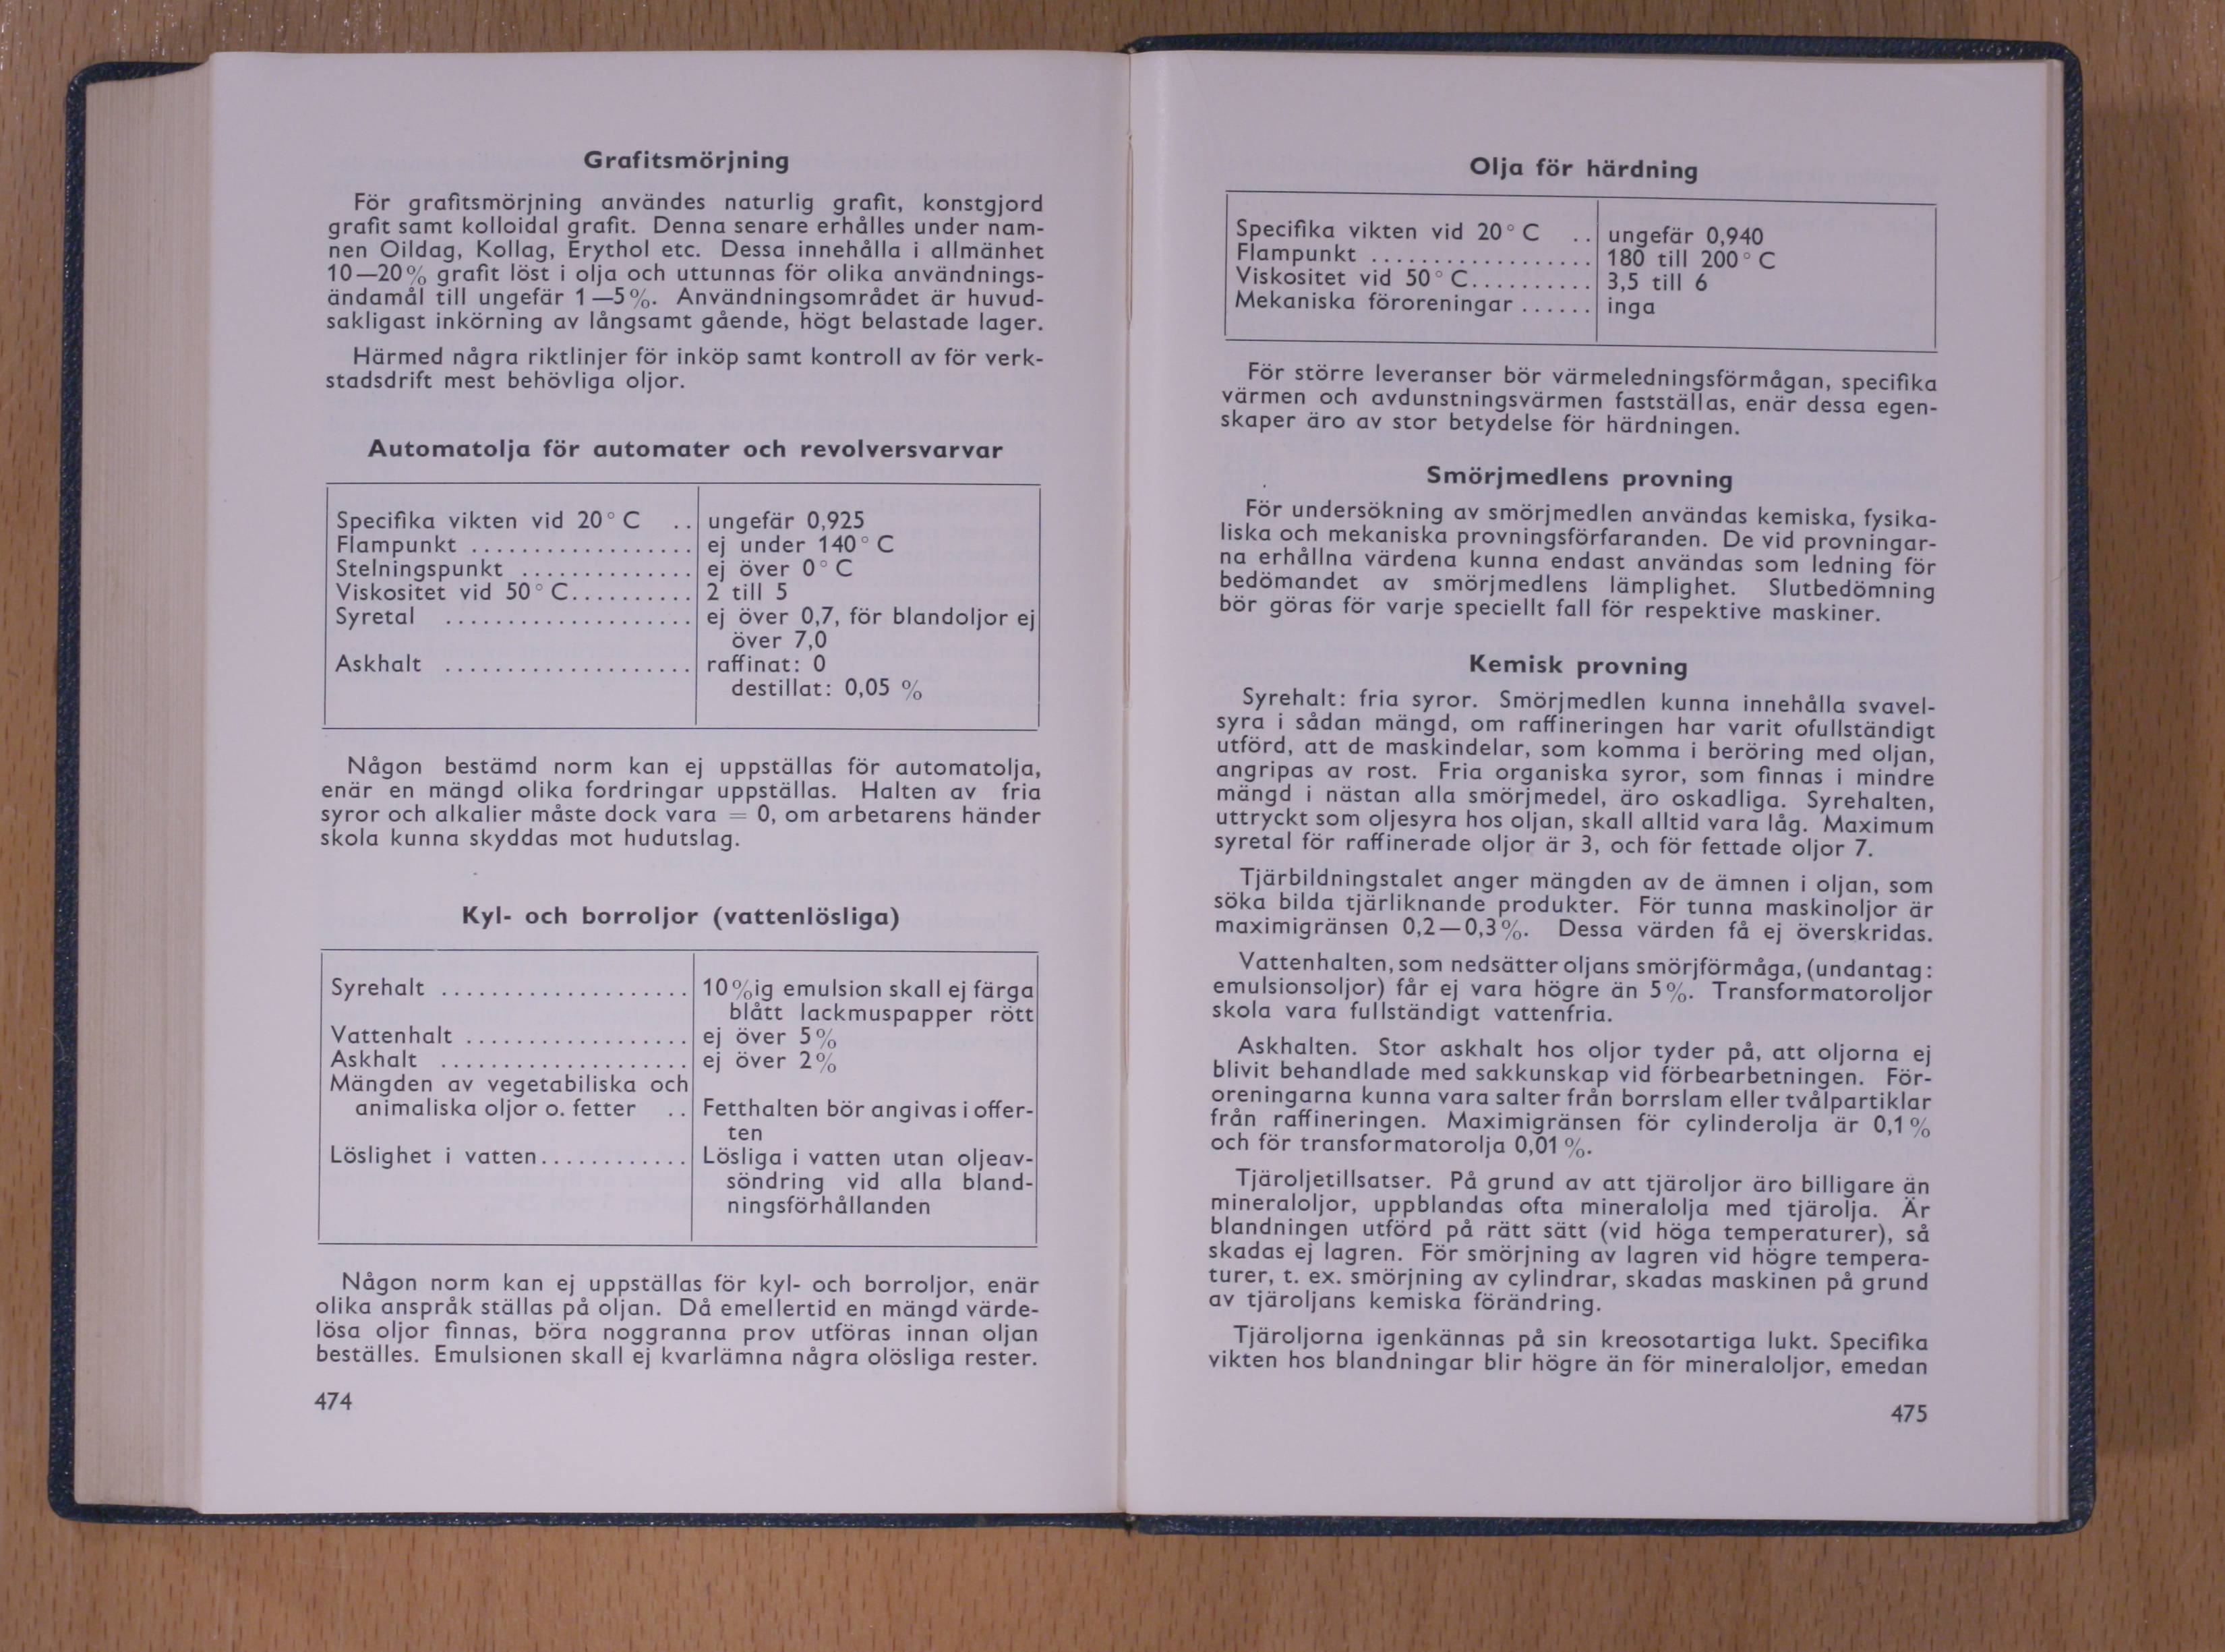 Grafitsmörjning
För grafitsmörjning användes naturlig grafit, konstgjord
grafit samt kolloidal grafit. Denna senare erhålles under nam-
nen Oildag, Kollag, Erythol etc. Dessa innehålla i allmänhet
10—20% grafit löst i olja och uttunnas för olika användnings-
ändamål till ungefär 1—5%. Användningsområdet är huvud-
sakligast inkörning av långsamt gående, högt belastade lager.
Härmed några riktlinjer för inköp samt kontroll av för verk-
stadsdrift mest behövliga oljor.
Automatolja för automater och revolversvarvar
Specifika vikten vid 20° C .. ungefär 0,925
Flampunkt .................. ej under 140° C
Stelningspunkt .............. ej över 0° C
Viskositet vid 50° C.......... 2 till 5
Syretal .................... ej över 0,7, för blandoljor ej
över 7,0
Askhalt .................... raffinat: 0
destillat: 0,05 %
Någon bestämd norm kan ej uppställas för automatolja,
enär en mängd olika fordringar uppställas. Halten av fria
syror och alkalier måste dock vara = 0, om arbetarens händer
skola kunna skyddas mot hudutslag.
Kyl- och borroljor (vattenlösliga)
Syrehalt .................... 10%ig emulsion skall ej färga
blått lackmuspapper rött
Vattenhalt .................. ej över 5%
Askhalt .................... ej över 2%
Mängden av vegetabiliska och
animaliska oljor o. fetter .. Fetthalten bör angivas i offer-
ten
Löslighet i vatten............ Lösliga i vatten utan oljeav-
söndring vid alla bland-
ningsförhållanden
Någon norm kan ej uppställas för kyl- och borroljor, enär
olika anspråk ställas på oljan. Då emellertid en mängd värde-
lösa oljor finnas, böra noggranna prov utföras innan oljan
beställes. Emulsionen skall ej kvarlämna några olösliga rester.
474
Olja för härdning
Specifika vikten vid 20° C .. ungefär 0,940
Flampunkt .................. 180 till 200° C
Viskositet vid 50° C.......... 3,5 till 6
Mekaniska föroreningar ...... inga
För större leveranser bör värmeledningsförmågan, specifika
värmen och avdunstningsvärmen fastställas, enär dessa egen-
skaper äro av stor betydelse för härdningen.
Smörjmedlens provning
För undersökning av smörjmedlen användas kemiska, fysika-
liska och mekaniska provningsförfaranden. De vid provningar-
na erhållna värdena kunna endast användas som ledning för
bedömandet av smörjmedlens lämplighet. Slutbedömning
bör göras för varje speciellt fall för respektive maskiner.
Kemisk provning
Syrehalt: fria syror. Smörjmedlen kunna innehålla svavel-
syra i sådan mängd, om raffineringen har varit ofullständigt
utförd, att de maskindelar, som komma i beröring med oljan,
angripas av rost. Fria organiska syror, som finnas i mindre
mängd i nästan alla smörjmedel, äro oskadliga. Syrehalten,
uttryckt som oljesyra hos oljan, skall alltid vara låg. Maximum
syretal för raffinerade oljor är 3, och för fettade oljor 7.
Tjärbildningstalet anger mängden av de ämnen i oljan, som
söka bilda tjärliknande produkter. För tunna maskinoljor är
maximigränsen 0,2—0,3%. Dessa värden få ej överskridas.
Vattenhalten, som nedsätter oljans smörjförmåga, (undantag:
emulsionsoljor) får ej vara högre än 5%. Transformatoroljor
skola vara fullständigt vattenfria.
Askhalten. Stor askhalt hos oljor tyder på, att oljorna ej
blivit behandlade med sakkunskap vid förbearbetningen. För-
oreningarna kunna vara salter från borrslam eller tvålpartiklar
från raffineringen. Maximigränsen för cylinderolja är 0,1%
och för transformatorolja 0,01%.
Tjäroljetillsatser. På grund av att tjäroljor äro billigare än
mineraloljor, uppblandas ofta mineralolja med tjärolja. Är
blandningen utförd på rätt sätt (vid höga temperaturer), så
skadas ej lagren. För smörjning av lagren vid högre tempera-
turer, t. ex. smörjning av cylindrar, skadas maskinen på grund
av tjäroljans kemiska förändring.
Tjäroljorna igenkännas på sin kreosotartiga lukt. Specifika
vikten hos blandningar blir högre än för mineraloljor, emedan
475